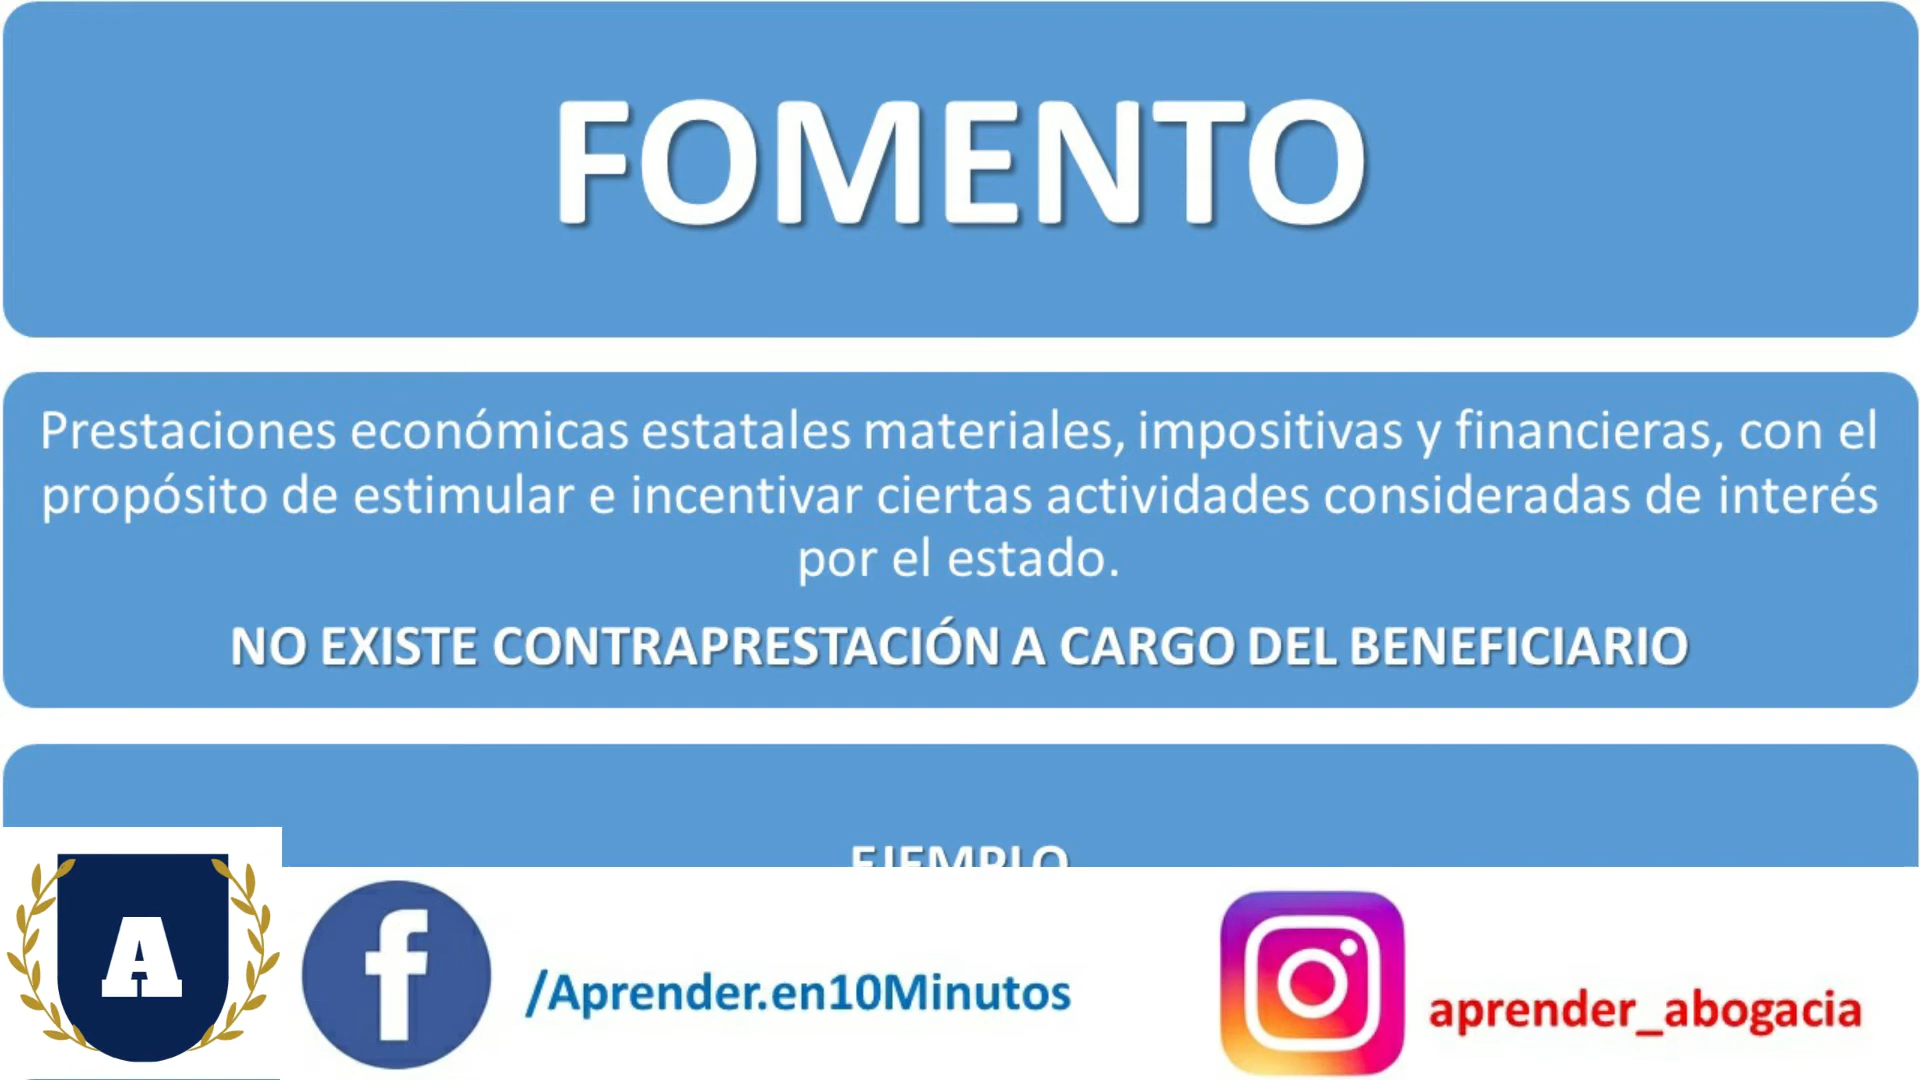 FOMENTO
Prestaciones económicas estatales materiales, impositivas y financieras, con el
propósito de estimular e incentivar ciertas actividades consideradas de interés
por el estado.
NO EXISTE CONTRAPRESTACIÓN A CARGO DEL BENEFICIARIO
EJEMPLO
A
f
/Aprender.en10Minutos
aprender_abogacia